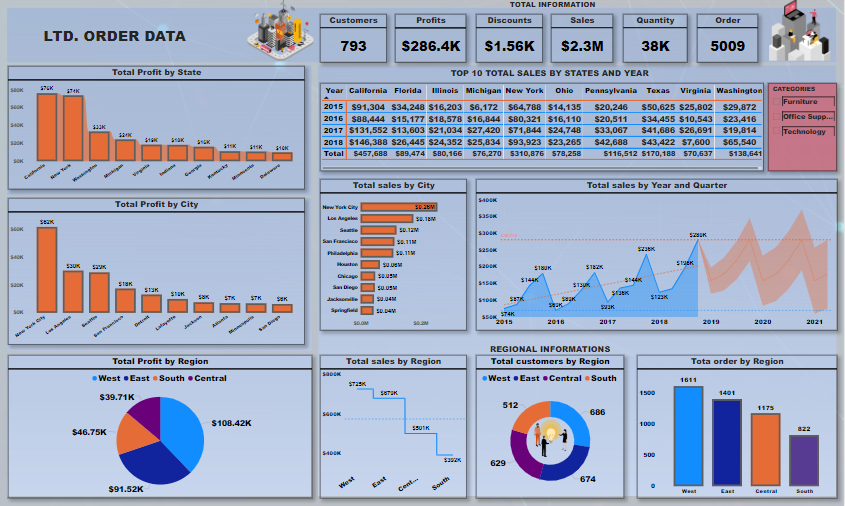 TOTAL INFORMATION
LTD. ORDER DATA
Customers Profits Discounts Sales Quantity Order
793 $286.4K $1.56K $2.3M 38K 5009
Total Profit by State
$80K
$60K
$40K
$20K
$0K
$76K $74K $33K $24K $19K $18K $16K $11K $11K $10K
California New York Washington Michigan Virginia Indiana Georgia Kentucky Minnesota Delaware
TOP 10 TOTAL SALES BY STATES AND YEAR
Year California Florida Illinois Michigan New York Ohio Pennsylvania Texas Virginia Washington
2015 $91,304 $34,248 $16,203 $6,172 $64,788 $14,135 $20,246 $50,625 $25,802 $29,872
2016 $88,444 $15,177 $18,578 $16,844 $80,321 $16,110 $20,511 $34,455 $10,543 $23,416
2017 $131,552 $13,603 $21,034 $27,420 $71,844 $24,748 $33,067 $41,686 $26,691 $19,814
2018 $146,388 $26,445 $24,352 $25,834 $93,923 $23,265 $42,688 $43,422 $7,600 $65,540
Total $457,688 $89,474 $80,166 $76,270 $310,876 $78,258 $116,512 $170,188 $70,637 $138,641
CATEGORIES
Furniture
Office Supp...
Technology
Total Profit by City
$60K
$40K
$20K
$0K
$62K $30K $29K $18K $13K $10K $8K $7K $7K $6K
New York City Los Angeles Seattle San Francisco Detroit Lafayette Jackson Atlanta Minneapolis San Diego
Total sales by City
New York City $0.26M
Los Angeles $0.18M
Seattle $0.12M
San Francisco $0.11M
Philadelphia $0.11M
Houston $0.06M
Chicago $0.05M
San Diego $0.05M
Jacksonville $0.04M
Springfield $0.04M
$0.0M $0.2M
Total sales by Year and Quarter
$400K
$350K
$300K
$250K
$200K
$150K
$100K
$50K
$74K $87K $144K $180K $69K $89K $130K $182K $93K $136K $144K $236K $123K $196K $280K
2015 2016 2017 2018 2019 2020 2021
REGIONAL INFORMATIONS
Total Profit by Region
West East South Central
$39.71K
$108.42K
$46.75K
$91.52K
Total sales by Region
$800K
$600K
$400K
$725K
$679K
$501K
$392K
West East Cent... South
Total customers by Region
West East Central South
512 686
629 674
Tota order by Region
1500
1000
500
0
1611 1401 1175 822
West East Central South